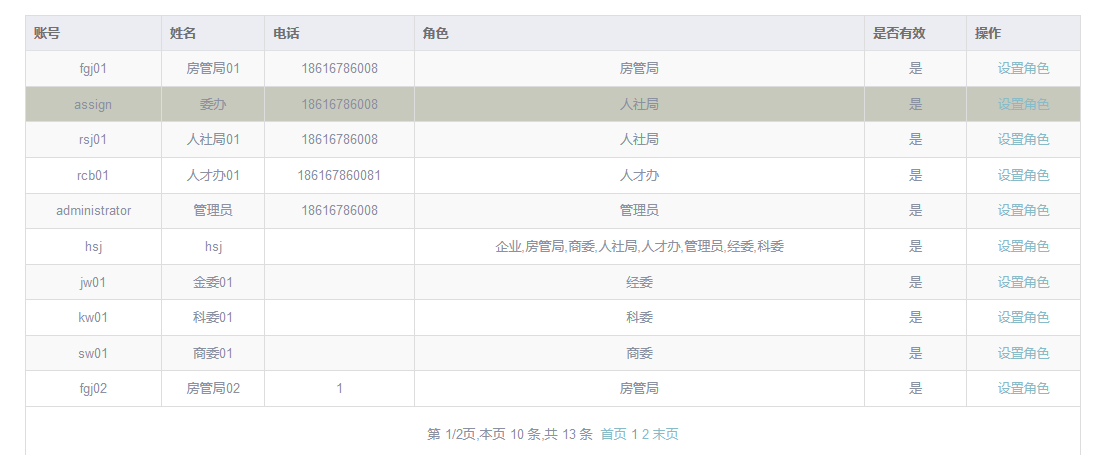 账号 姓名 电话 角色 是否有效 操作
fgj01 房管局01 18616786008 房管局 是 设置角色
assign 委办 18616786008 人社局 是 设置角色
rsj01 人社局01 18616786008 人社局 是 设置角色
rcb01 人才办01 186167860081 人才办 是 设置角色
administrator 管理员 18616786008 管理员 是 设置角色
hsj hsj 企业,房管局,商委,人社局,人才办,管理员,经委,科委 是 设置角色
jw01 金委01 经委 是 设置角色
kw01 科委01 科委 是 设置角色
sw01 商委01 商委 是 设置角色
fgj02 房管局02 1 房管局 是 设置角色
第 1/2页,本页 10 条,共 13 条 首页 1 2 末页